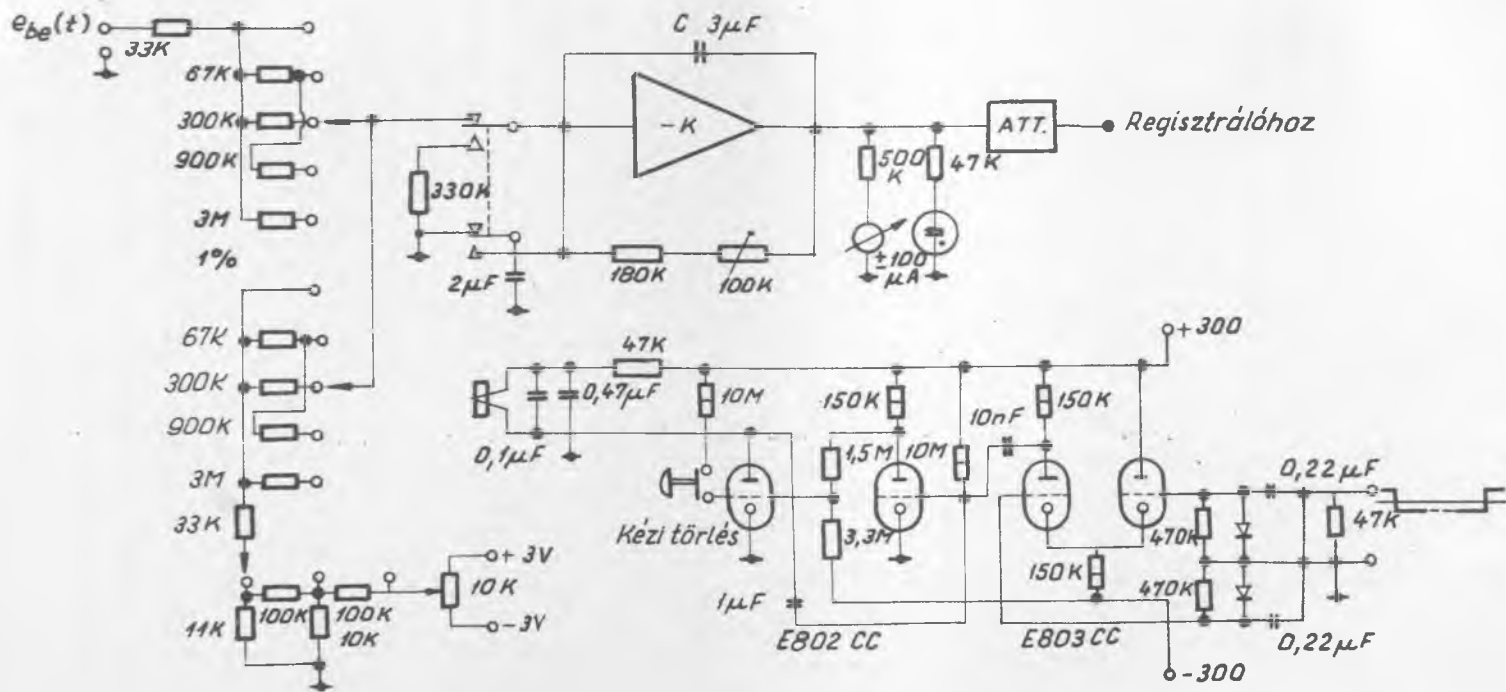 e_be(t)
33K
67K
300K
900K
3M
1%
C 3µF
-K
330K
2µF
180K
100K
500
K
47K
±100
µA
ATT.
Regisztrálóhoz
67K
300K
900K
3M
33K
11K
100K
100K
10K
10K
+3V
-3V
47K
0,47µF
0,1µF
10M
Kézi törlés
150K
1,5M
10M
3,3M
1µF
E802 CC
10nF
150K
150K
E803 CC
+300
470K
470K
0,22µF
0,22µF
47K
-300